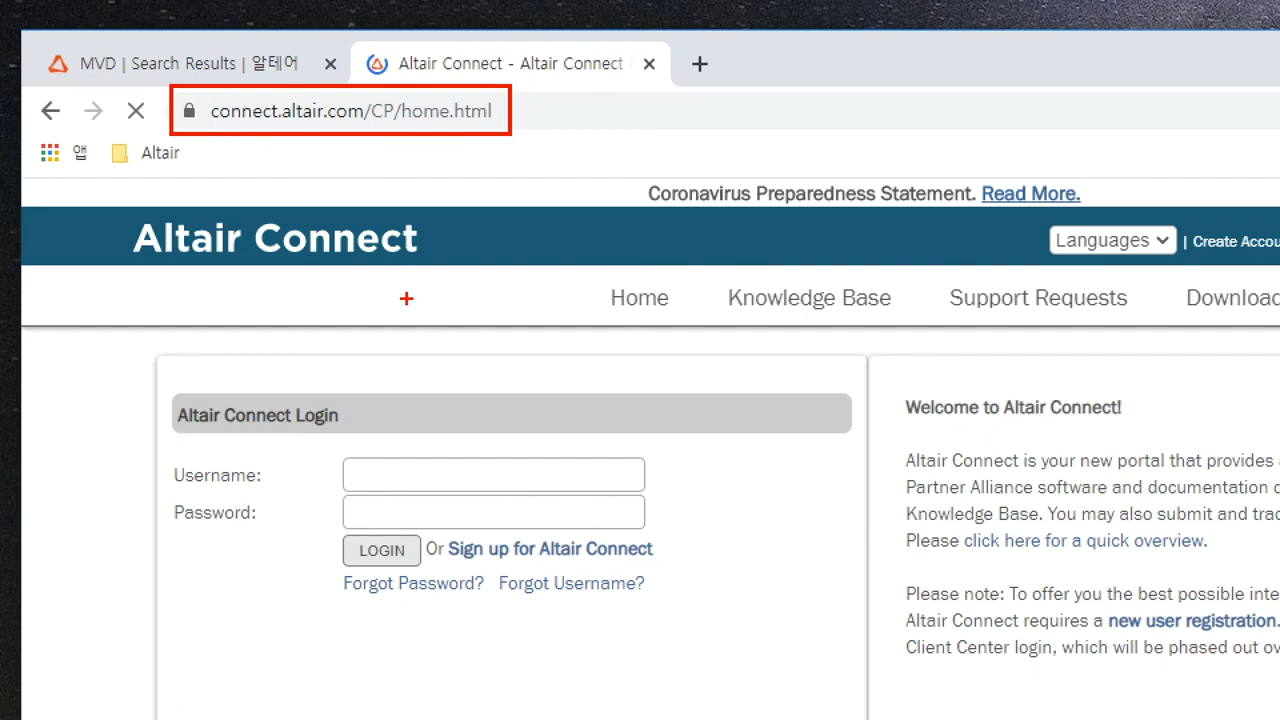 MVD | Search Results | 알테어
Altair Connect - Altair Connect
connect.altair.com/CP/home.html
앱
Altair
Coronavirus Preparedness Statement. Read More.
Altair Connect
Languages
| Create Accou
Home
Knowledge Base
Support Requests
Download
Altair Connect Login
Username:
Password:
LOGIN Or Sign up for Altair Connect
Forgot Password? Forgot Username?
Welcome to Altair Connect!
Altair Connect is your new portal that provides
Partner Alliance software and documentation
Knowledge Base. You may also submit and trac
Please click here for a quick overview.
Please note: To offer you the best possible inte
Altair Connect requires a new user registration.
Client Center login, which will be phased out ov